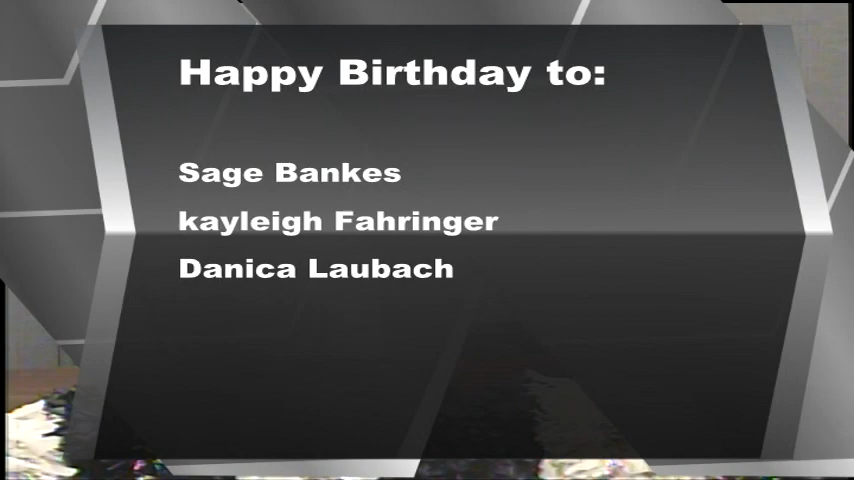 Happy Birthday to:
Sage Bankes
kayleigh Fahringer
Danica Laubach